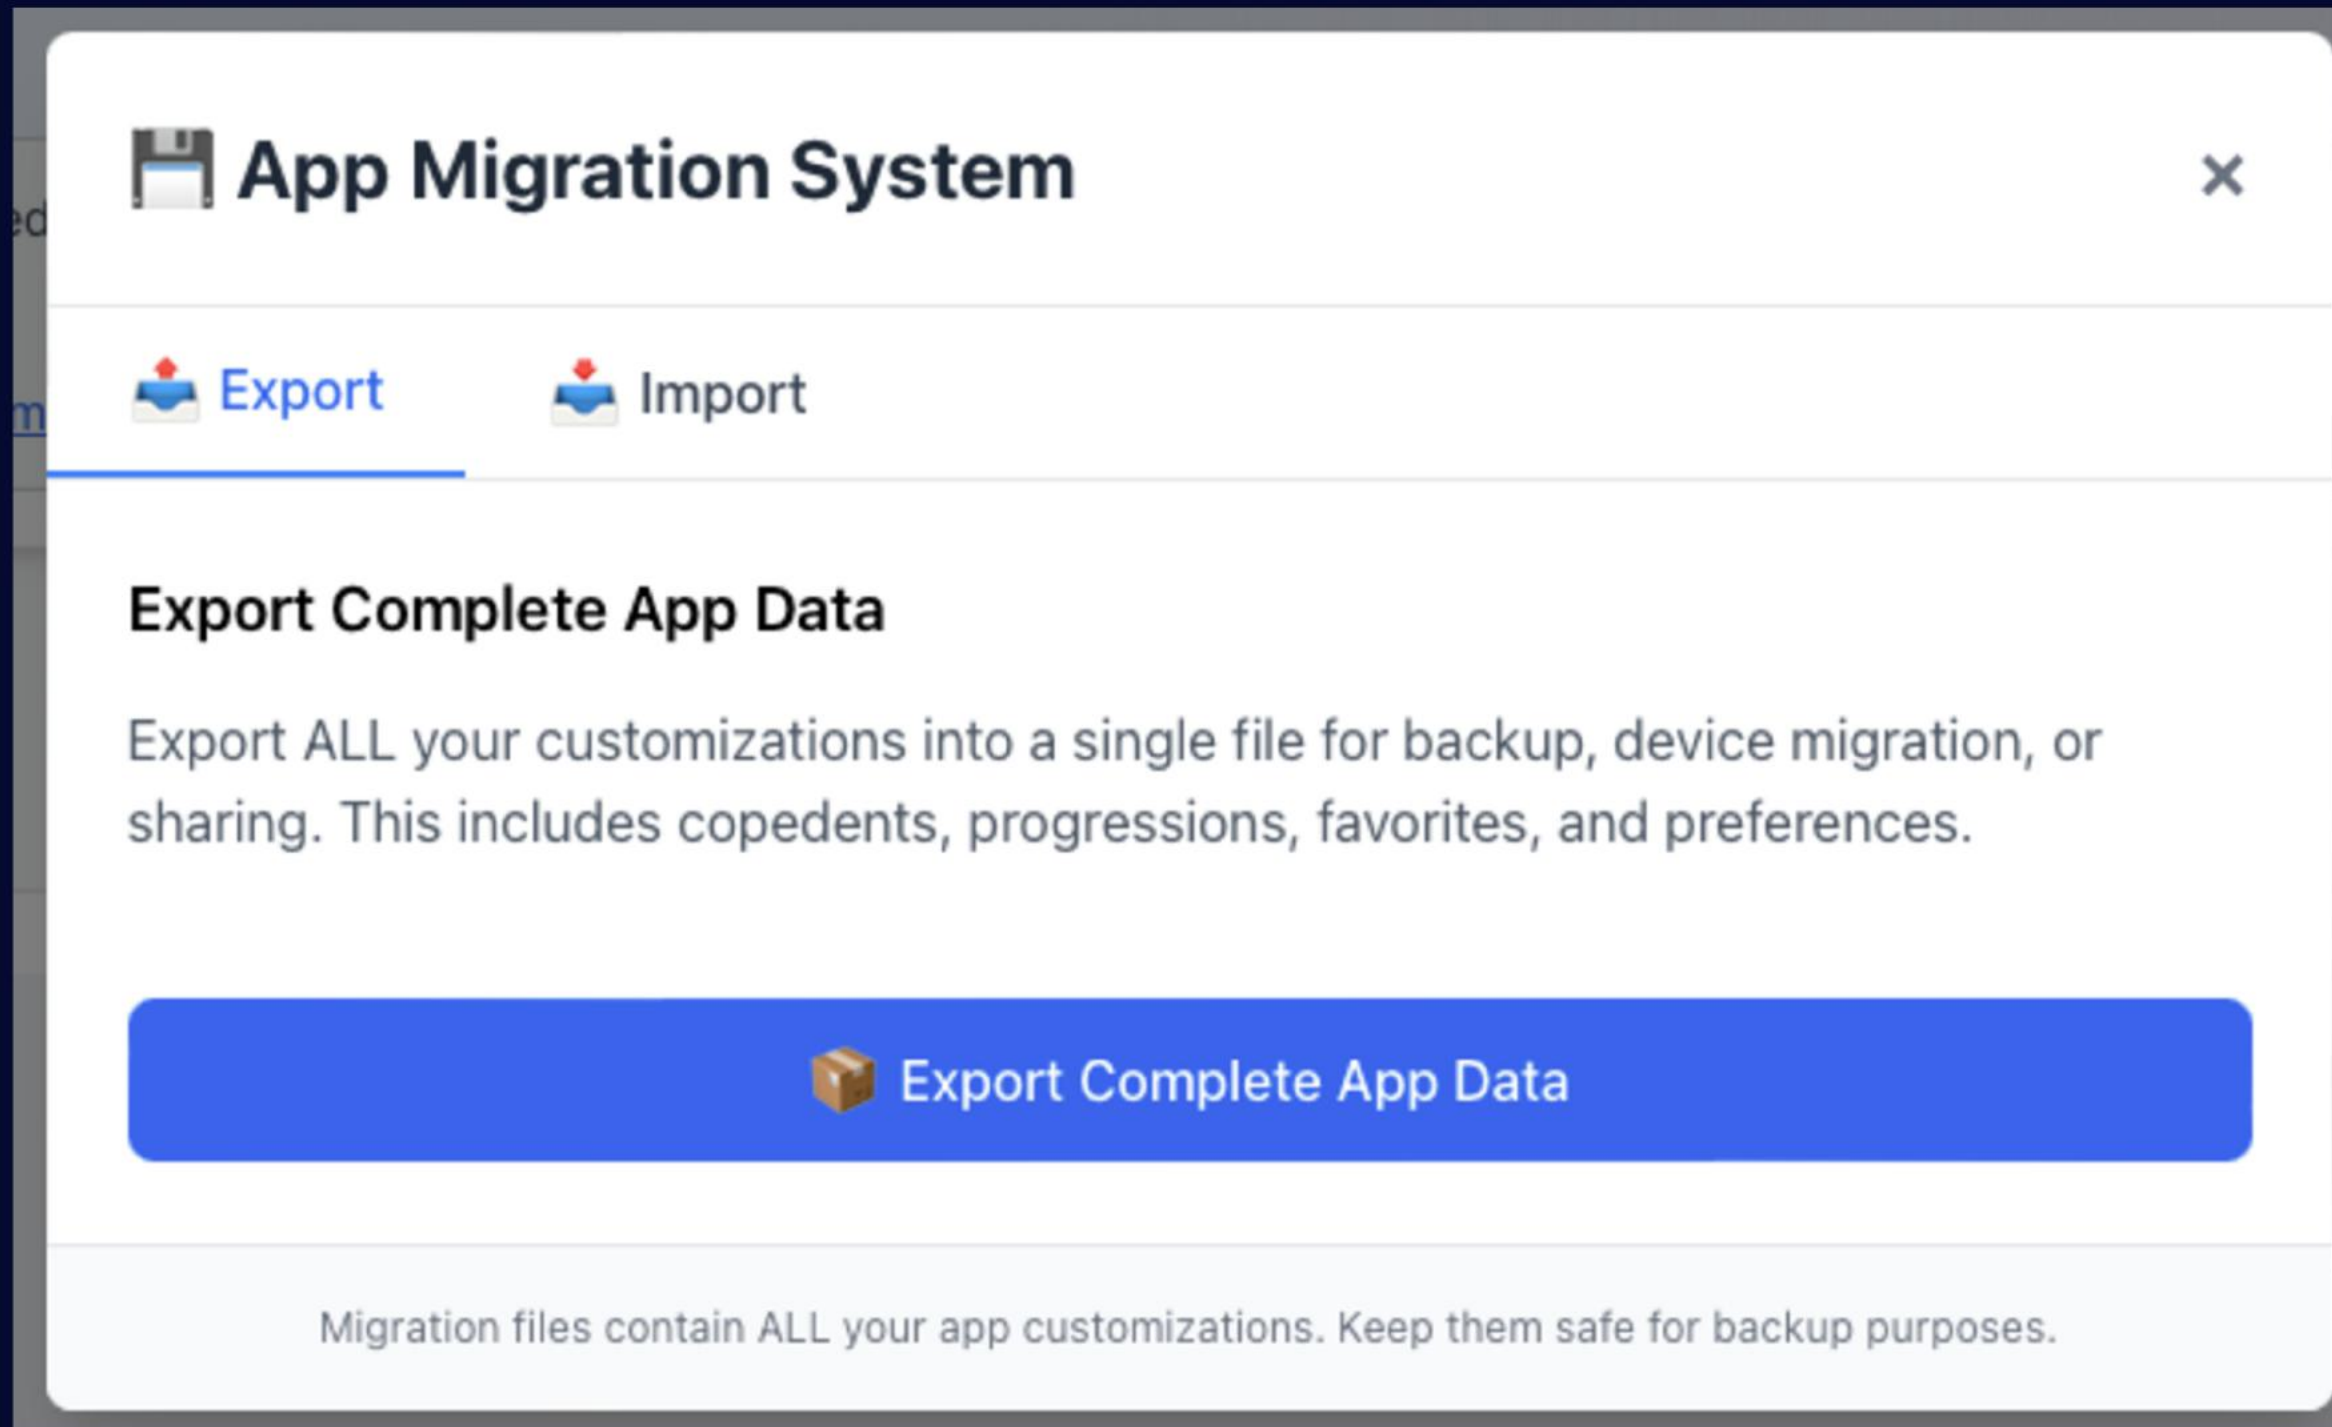 App Migration System
ed
Export
Import
m
Export Complete App Data
Export ALL your customizations into a single file for backup, device migration, or
sharing. This includes copedents, progressions, favorites, and preferences.
Export Complete App Data
Migration files contain ALL your app customizations. Keep them safe for backup purposes.